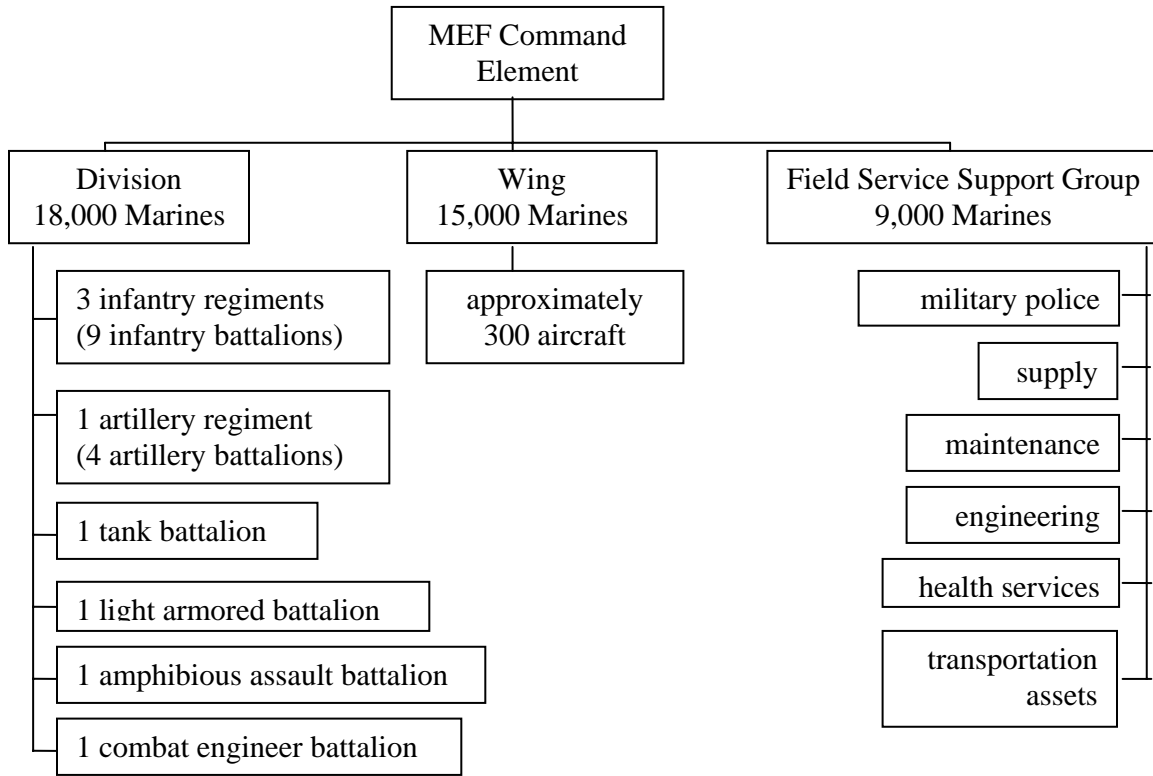 MEF Command
Element
Division
18,000 Marines
Wing
15,000 Marines
Field Service Support Group
9,000 Marines
3 infantry regiments
(9 infantry battalions)
1 artillery regiment
(4 artillery battalions)
1 tank battalion
1 light armored battalion
1 amphibious assault battalion
1 combat engineer battalion
approximately
300 aircraft
military police
supply
maintenance
engineering
health services
transportation
assets